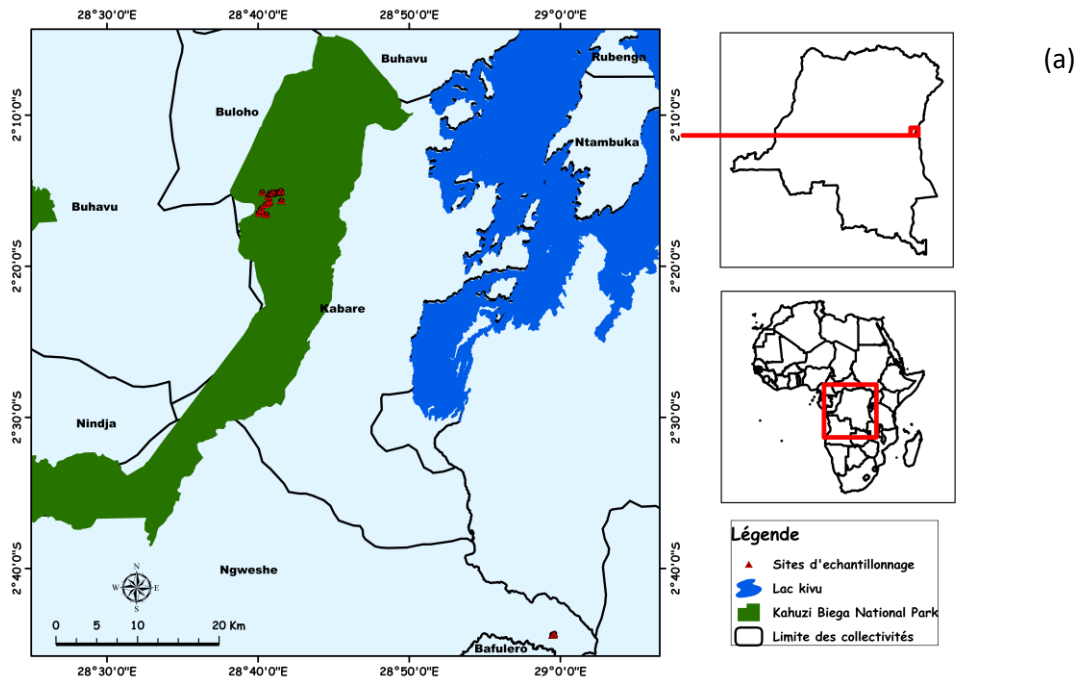 28°30'0"E 28°40'0"E 28°50'0"E 29°0'0"E
(a)
Buhavu
Rubenga
Buloho
2°10'0"S
2°10'0"S
Ntambuka
Buhavu
2°20'0"S
2°20'0"S
Kabare
Nindja
2°30'0"S
2°30'0"S
Légende
Sites d'echantillonnage
Lac kivu
Kahuzi Biega National Park
Limite des collectivités
2°40'0"S
2°40'0"S
Ngweshe
N
W E
S
0 5 10 20 Km
Bafulero
28°30'0"E 28°40'0"E 28°50'0"E 29°0'0"E